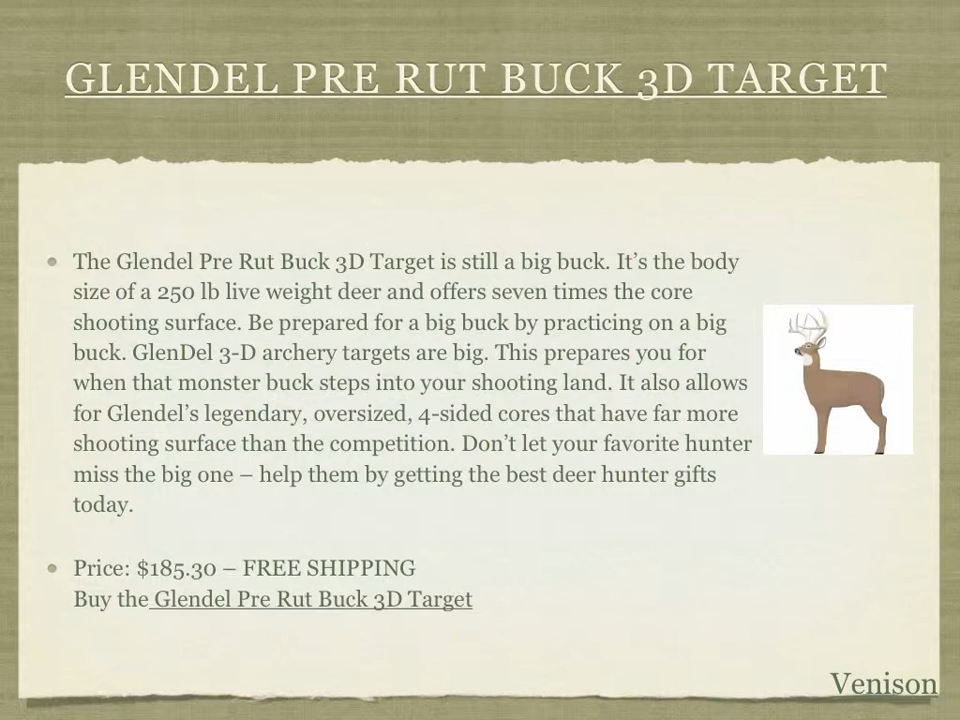 GLENDEL PRE RUT BUCK 3D TARGET
The Glendel Pre Rut Buck 3D Target is still a big buck. It’s the body
size of a 250 lb live weight deer and offers seven times the core
shooting surface. Be prepared for a big buck by practicing on a big
buck. GlenDel 3-D archery targets are big. This prepares you for
when that monster buck steps into your shooting land. It also allows
for Glendel’s legendary, oversized, 4-sided cores that have far more
shooting surface than the competition. Don’t let your favorite hunter
miss the big one – help them by getting the best deer hunter gifts
today.
Price: $185.30 – FREE SHIPPING
Buy the Glendel Pre Rut Buck 3D Target
Venison